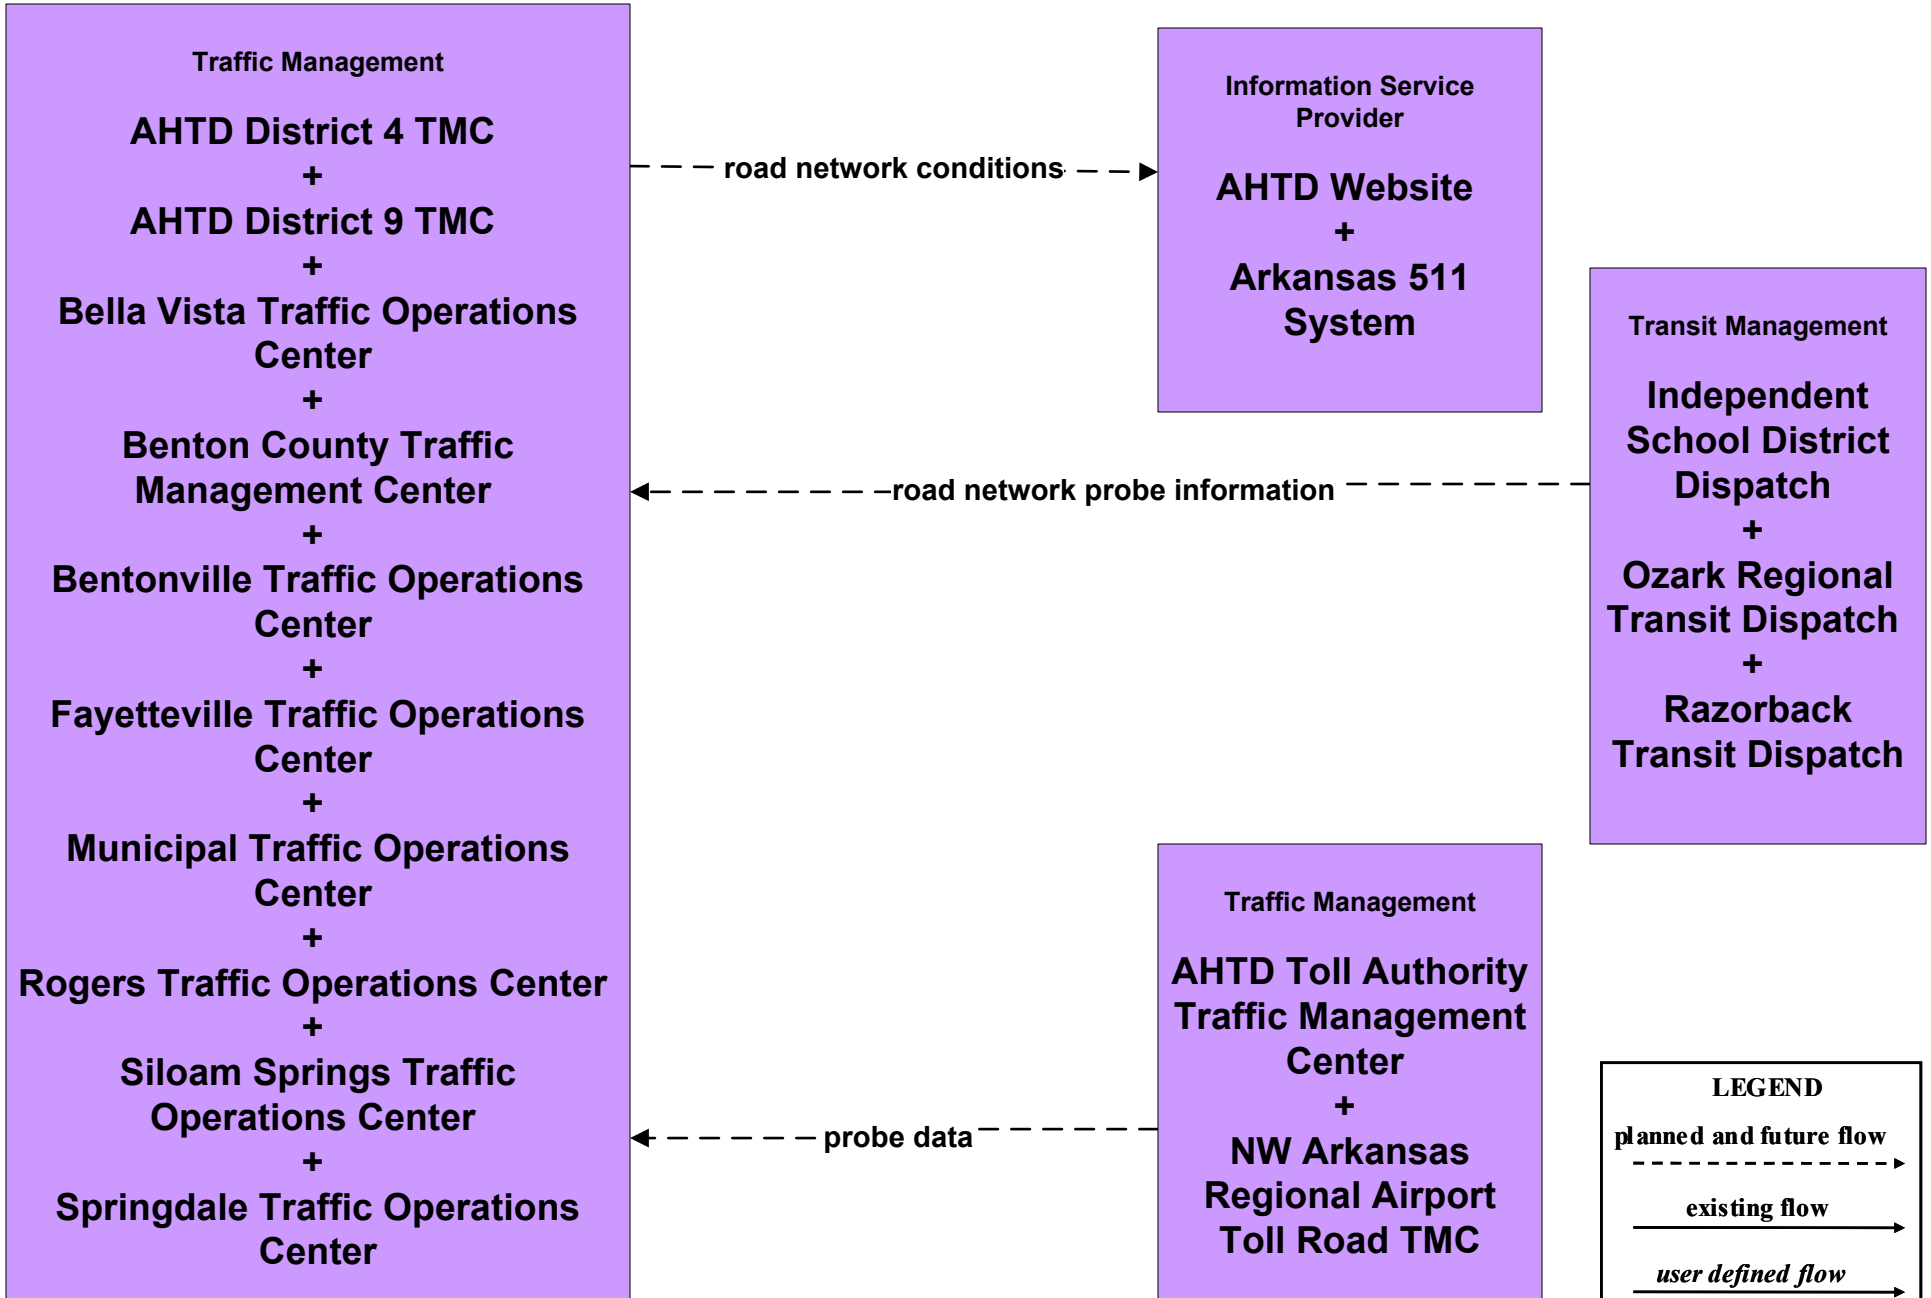 Traffic Management
AHTD District 4 TMC
+
AHTD District 9 TMC
+
Bella Vista Traffic Operations
Center
+
Benton County Traffic
Management Center
+
Bentonville Traffic Operations
Center
+
Fayetteville Traffic Operations
Center
+
Municipal Traffic Operations
Center
+
Rogers Traffic Operations Center
+
Siloam Springs Traffic
Operations Center
+
Springdale Traffic Operations
Center
road network conditions
road network probe information
probe data
Information Service
Provider
AHTD Website
+
Arkansas 511
System
Transit Management
Independent
School District
Dispatch
+
Ozark Regional
Transit Dispatch
+
Razorback
Transit Dispatch
Traffic Management
AHTD Toll Authority
Traffic Management
Center
+
NW Arkansas
Regional Airport
Toll Road TMC
LEGEND
planned and future flow
existing flow
user defined flow